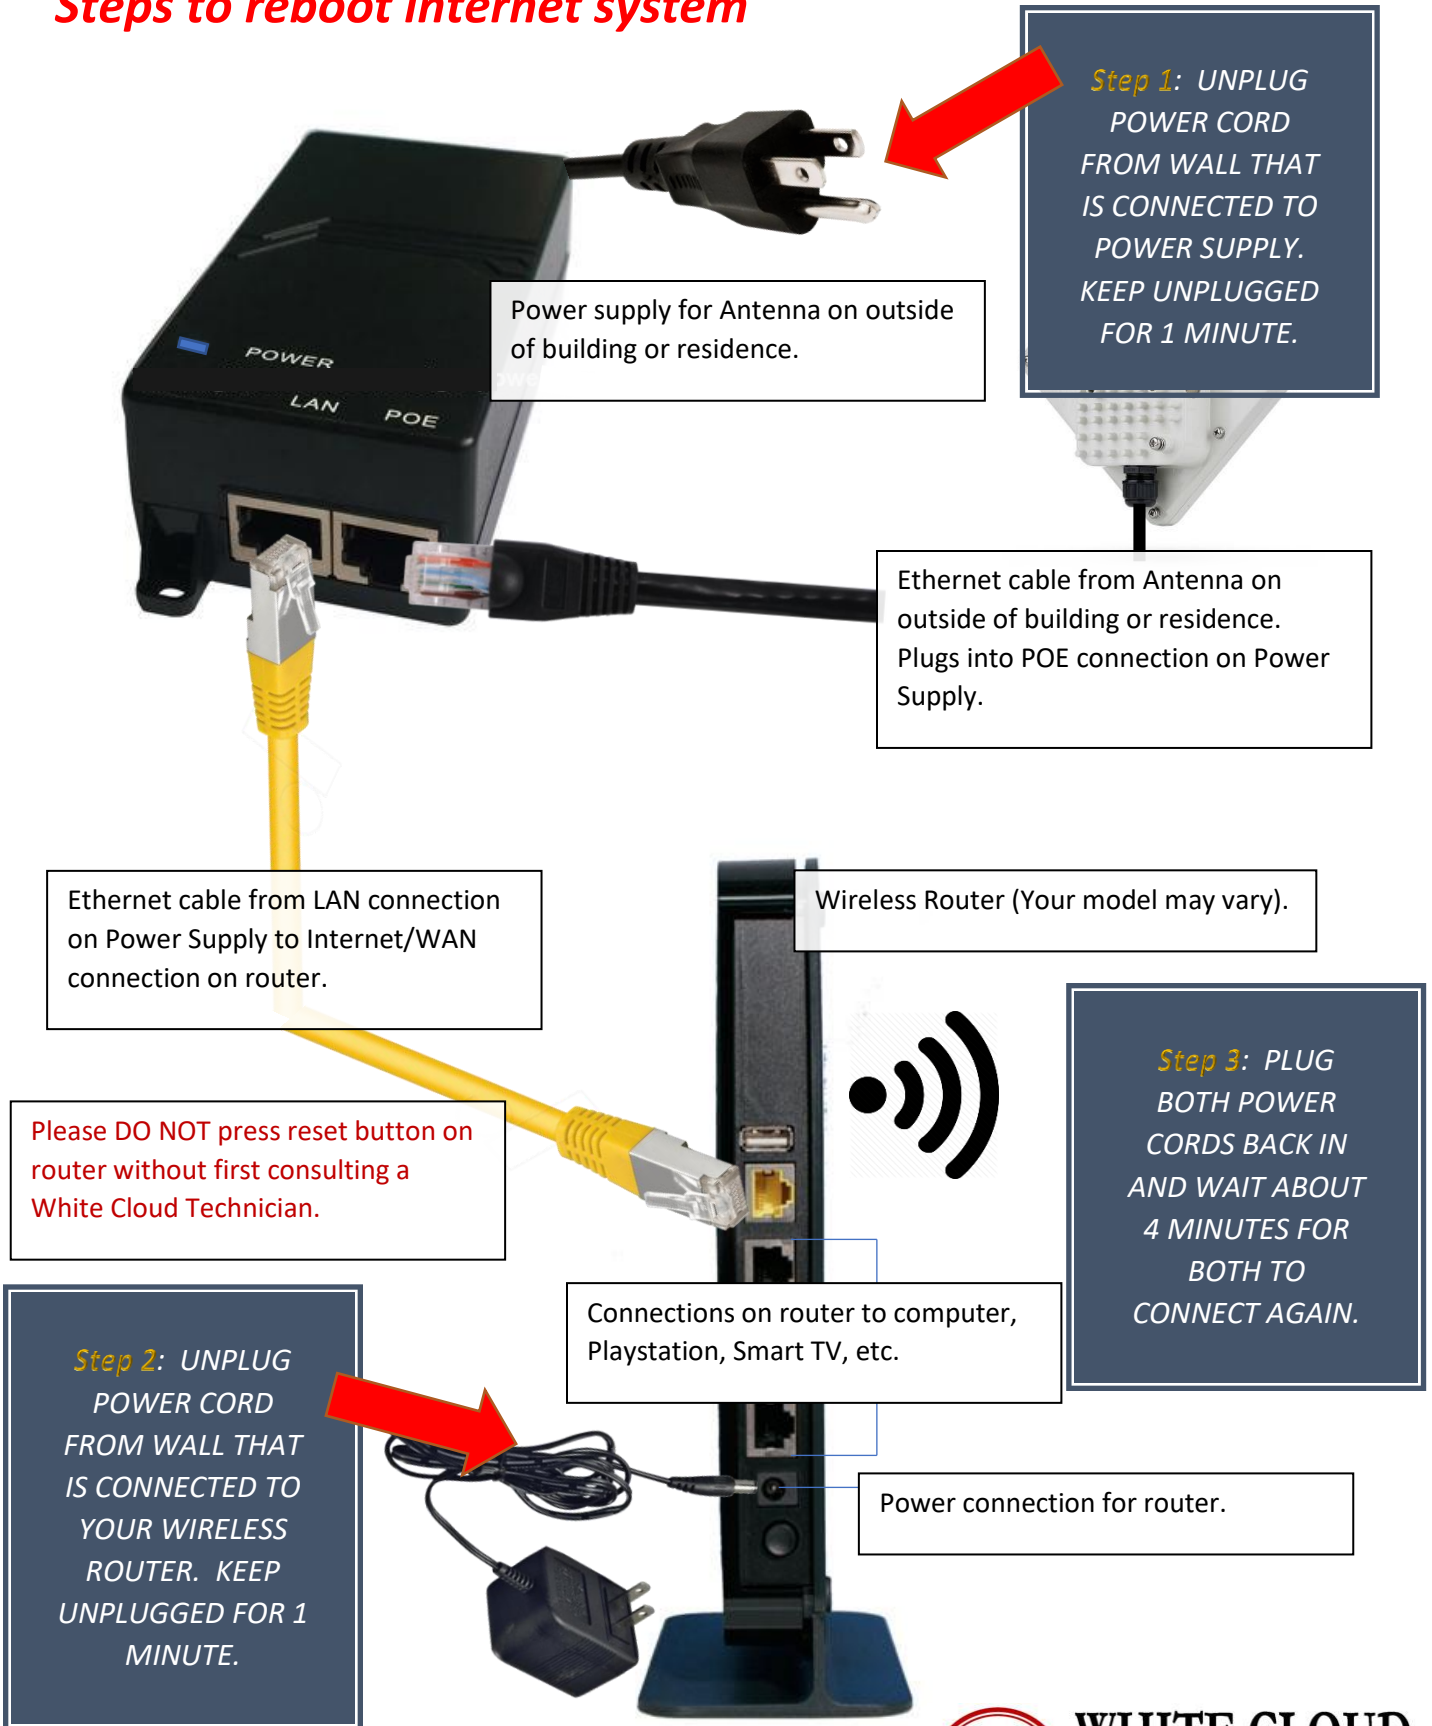 Steps to reboot internet system
Step 1: UNPLUG
POWER CORD
FROM WALL THAT
IS CONNECTED TO
POWER SUPPLY.
KEEP UNPLUGGED
FOR 1 MINUTE.
Power supply for Antenna on outside
of building or residence.
POWER
LAN POE
Ethernet cable from Antenna on
outside of building or residence.
Plugs into POE connection on Power
Supply.
Ethernet cable from LAN connection
on Power Supply to Internet/WAN
connection on router.
Wireless Router (Your model may vary).
Step 3: PLUG
BOTH POWER
CORDS BACK IN
AND WAIT ABOUT
4 MINUTES FOR
BOTH TO
CONNECT AGAIN.
Please DO NOT press reset button on
router without first consulting a
White Cloud Technician.
Connections on router to computer,
Playstation, Smart TV, etc.
Step 2: UNPLUG
POWER CORD
FROM WALL THAT
IS CONNECTED TO
YOUR WIRELESS
ROUTER. KEEP
UNPLUGGED FOR 1
MINUTE.
Power connection for router.
WHITE CLOUD